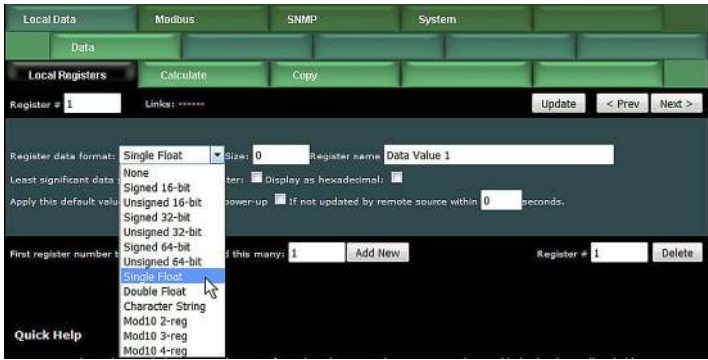 Local Data Modbus SNMP System
Data
Local Registers Calculate Copy
Register # 1 Links: ------ Update < Prev Next >
Register data format: Single Float Size: 0 Register name Data Value 1
Least significant data ter: Display as hexadecimal:
Apply this default valu power-up If not updated by remote source within 0 seconds.
First register number t d this many: 1 Add New Register # 1 Delete
None
Signed 16-bit
Unsigned 16-bit
Signed 32-bit
Unsigned 32-bit
Signed 64-bit
Unsigned 64-bit
Single Float
Double Float
Character String
Mod10 2-reg
Mod10 3-reg
Mod10 4-reg
Quick Help